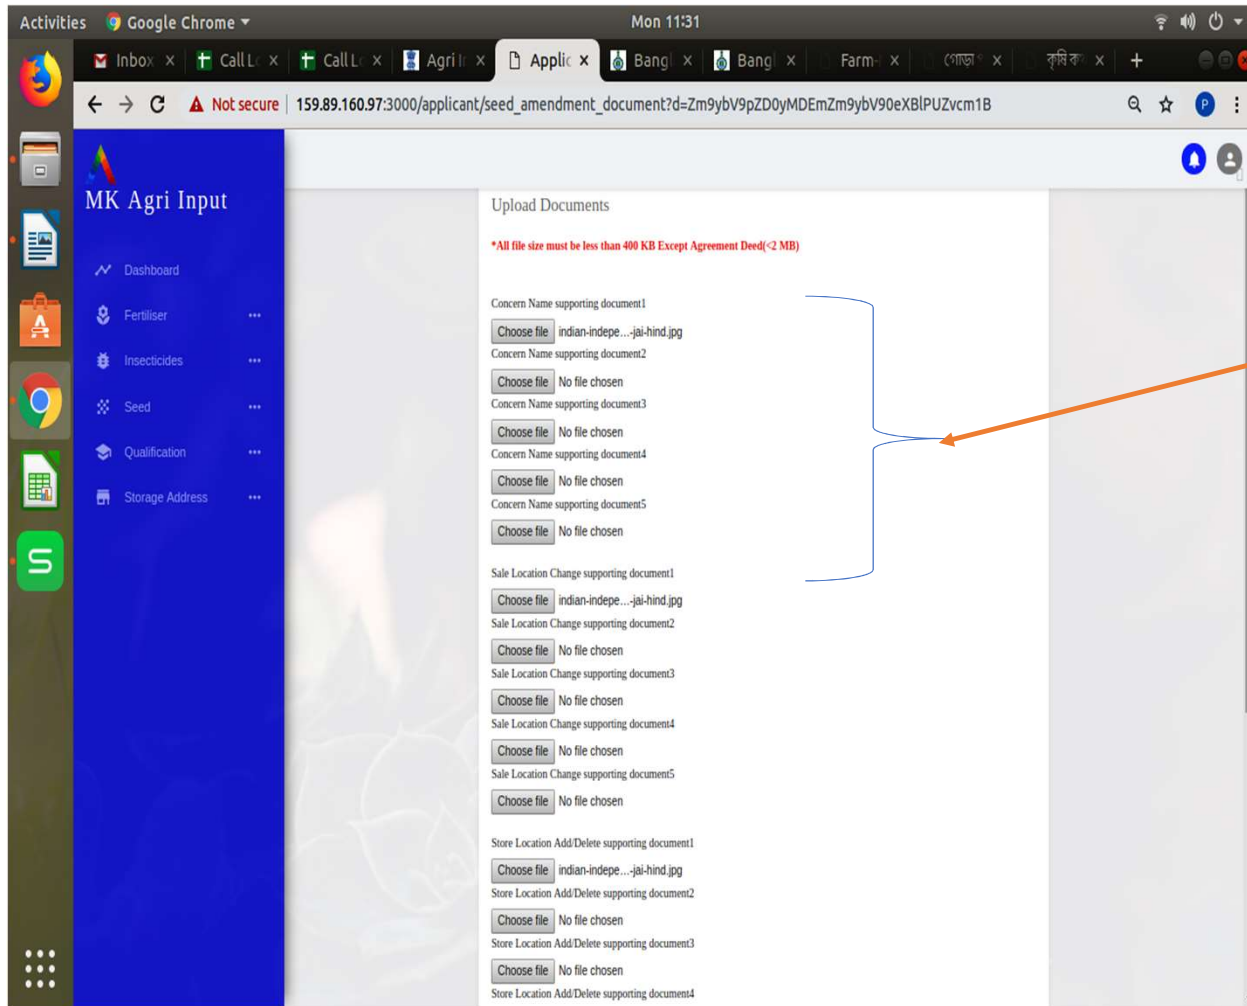 Activities Google Chrome Mon 11:31
Inbox Call Lo Call Lo Agri In Applic Bangl Bangl Farm- গোড়া কৃষি ক
Not secure 159.89.160.97:3000/applicant/seed_amendment_document?d=Zm9ybV9pZD0yMDEmZm9ybV90eXBlPUZvcm1B P
MK Agri Input
Dashboard
Fertiliser
Insecticides
Seed
Qualification
Storage Address
Upload Documents
*All file size must be less than 400 KB Except Agreement Deed(<2 MB)
Concern Name supporting document1
Choose file indian-indepe...-jai-hind.jpg
Concern Name supporting document2
Choose file No file chosen
Concern Name supporting document3
Choose file No file chosen
Concern Name supporting document4
Choose file No file chosen
Concern Name supporting document5
Choose file No file chosen
Sale Location Change supporting document1
Choose file indian-indepe...-jai-hind.jpg
Sale Location Change supporting document2
Choose file No file chosen
Sale Location Change supporting document3
Choose file No file chosen
Sale Location Change supporting document4
Choose file No file chosen
Sale Location Change supporting document5
Choose file No file chosen
Store Location Add/Delete supporting document1
Choose file indian-indepe...-jai-hind.jpg
Store Location Add/Delete supporting document2
Choose file No file chosen
Store Location Add/Delete supporting document3
Choose file No file chosen
Store Location Add/Delete supporting document4